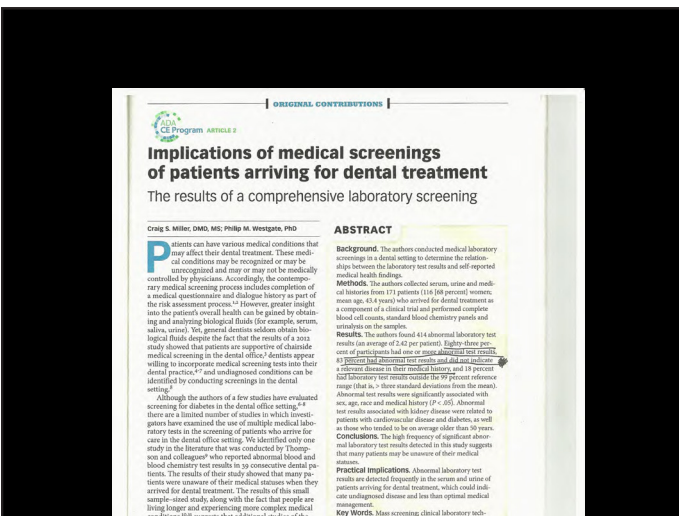 ORIGINAL CONTRIBUTIONS
ADA
CE Program ARTICLE 2
Implications of medical screenings
of patients arriving for dental treatment
The results of a comprehensive laboratory screening
Craig S. Miller, DMD, MS; Philip M. Westgate, PhD
Patients can have various medical conditions that
may affect their dental treatment. These medi-
cal conditions may be recognized or may be
unrecognized and may or may not be medically
controlled by physicians. Accordingly, the contempo-
rary medical screening process includes completion of
a medical questionnaire and dialogue history as part of
the risk assessment process.1,2 However, greater insight
into the patient's overall health can be gained by obtain-
ing and analyzing biological fluids (for example, serum,
saliva, urine). Yet, general dentists seldom obtain bio-
logical fluids despite the fact that the results of a 2012
study showed that patients are supportive of chairside
medical screening in the dental office,3 dentists appear
willing to incorporate medical screening tests into their
dental practice,4-7 and undiagnosed conditions can be
identified by conducting screenings in the dental
setting.8
Although the authors of a few studies have evaluated
screening for diabetes in the dental office setting,6-8
there are a limited number of studies in which investi-
gators have examined the use of multiple medical labo-
ratory tests in the screening of patients who arrive for
care in the dental office setting. We identified only one
study in the literature that was conducted by Thomp-
son and colleagues9 who reported abnormal blood and
blood chemistry test results in 39 consecutive dental pa-
tients. The results of their study showed that many pa-
tients were unaware of their medical statuses when they
arrived for dental treatment. The results of this small
sample-sized study, along with the fact that people are
living longer and experiencing more complex medical
ABSTRACT
Background. The authors conducted medical laboratory
screenings in a dental setting to determine the relation-
ships between the laboratory test results and self-reported
medical health findings.
Methods. The authors collected serum, urine and medi-
cal histories from 171 patients (116 [68 percent] women;
mean age, 43.4 years) who arrived for dental treatment as
a component of a clinical trial and performed complete
blood cell counts, standard blood chemistry panels and
urinalysis on the samples.
Results. The authors found 414 abnormal laboratory test
results (an average of 2.42 per patient). Eighty-three per-
cent of participants had one or more abnormal test results,
83 percent had abnormal test results and did not indicate
a relevant disease in their medical history, and 18 percent
had laboratory test results outside the 99 percent reference
range (that is, > three standard deviations from the mean).
Abnormal test results were significantly associated with
sex, age, race and medical history (P < .05). Abnormal
test results associated with kidney disease were related to
patients with cardiovascular disease and diabetes, as well
as those who tended to be on average older than 50 years.
Conclusions. The high frequency of significant abnor-
mal laboratory test results detected in this study suggests
that many patients may be unaware of their medical
statuses.
Practical Implications. Abnormal laboratory test
results are detected frequently in the serum and urine of
patients arriving for dental treatment, which could indi-
cate undiagnosed disease and less than optimal medical
management.
Key Words. Mass screening; clinical laboratory tech-